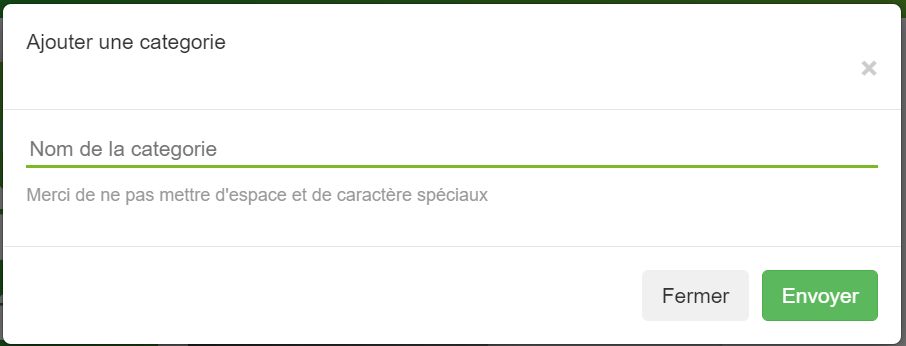 Ajouter une categorie
×
Nom de la categorie
Merci de ne pas mettre d'espace et de caractère spéciaux
Fermer
Envoyer